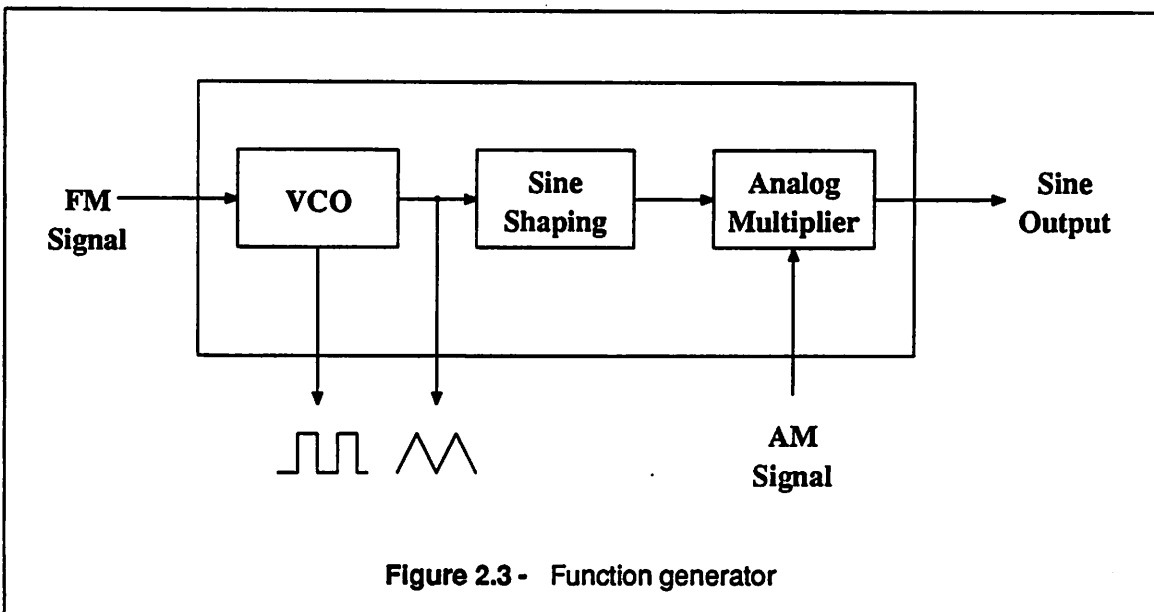 FM
Signal
VCO
Sine
Shaping
Analog
Multiplier
Sine
Output
AM
Signal
Figure 2.3 - Function generator